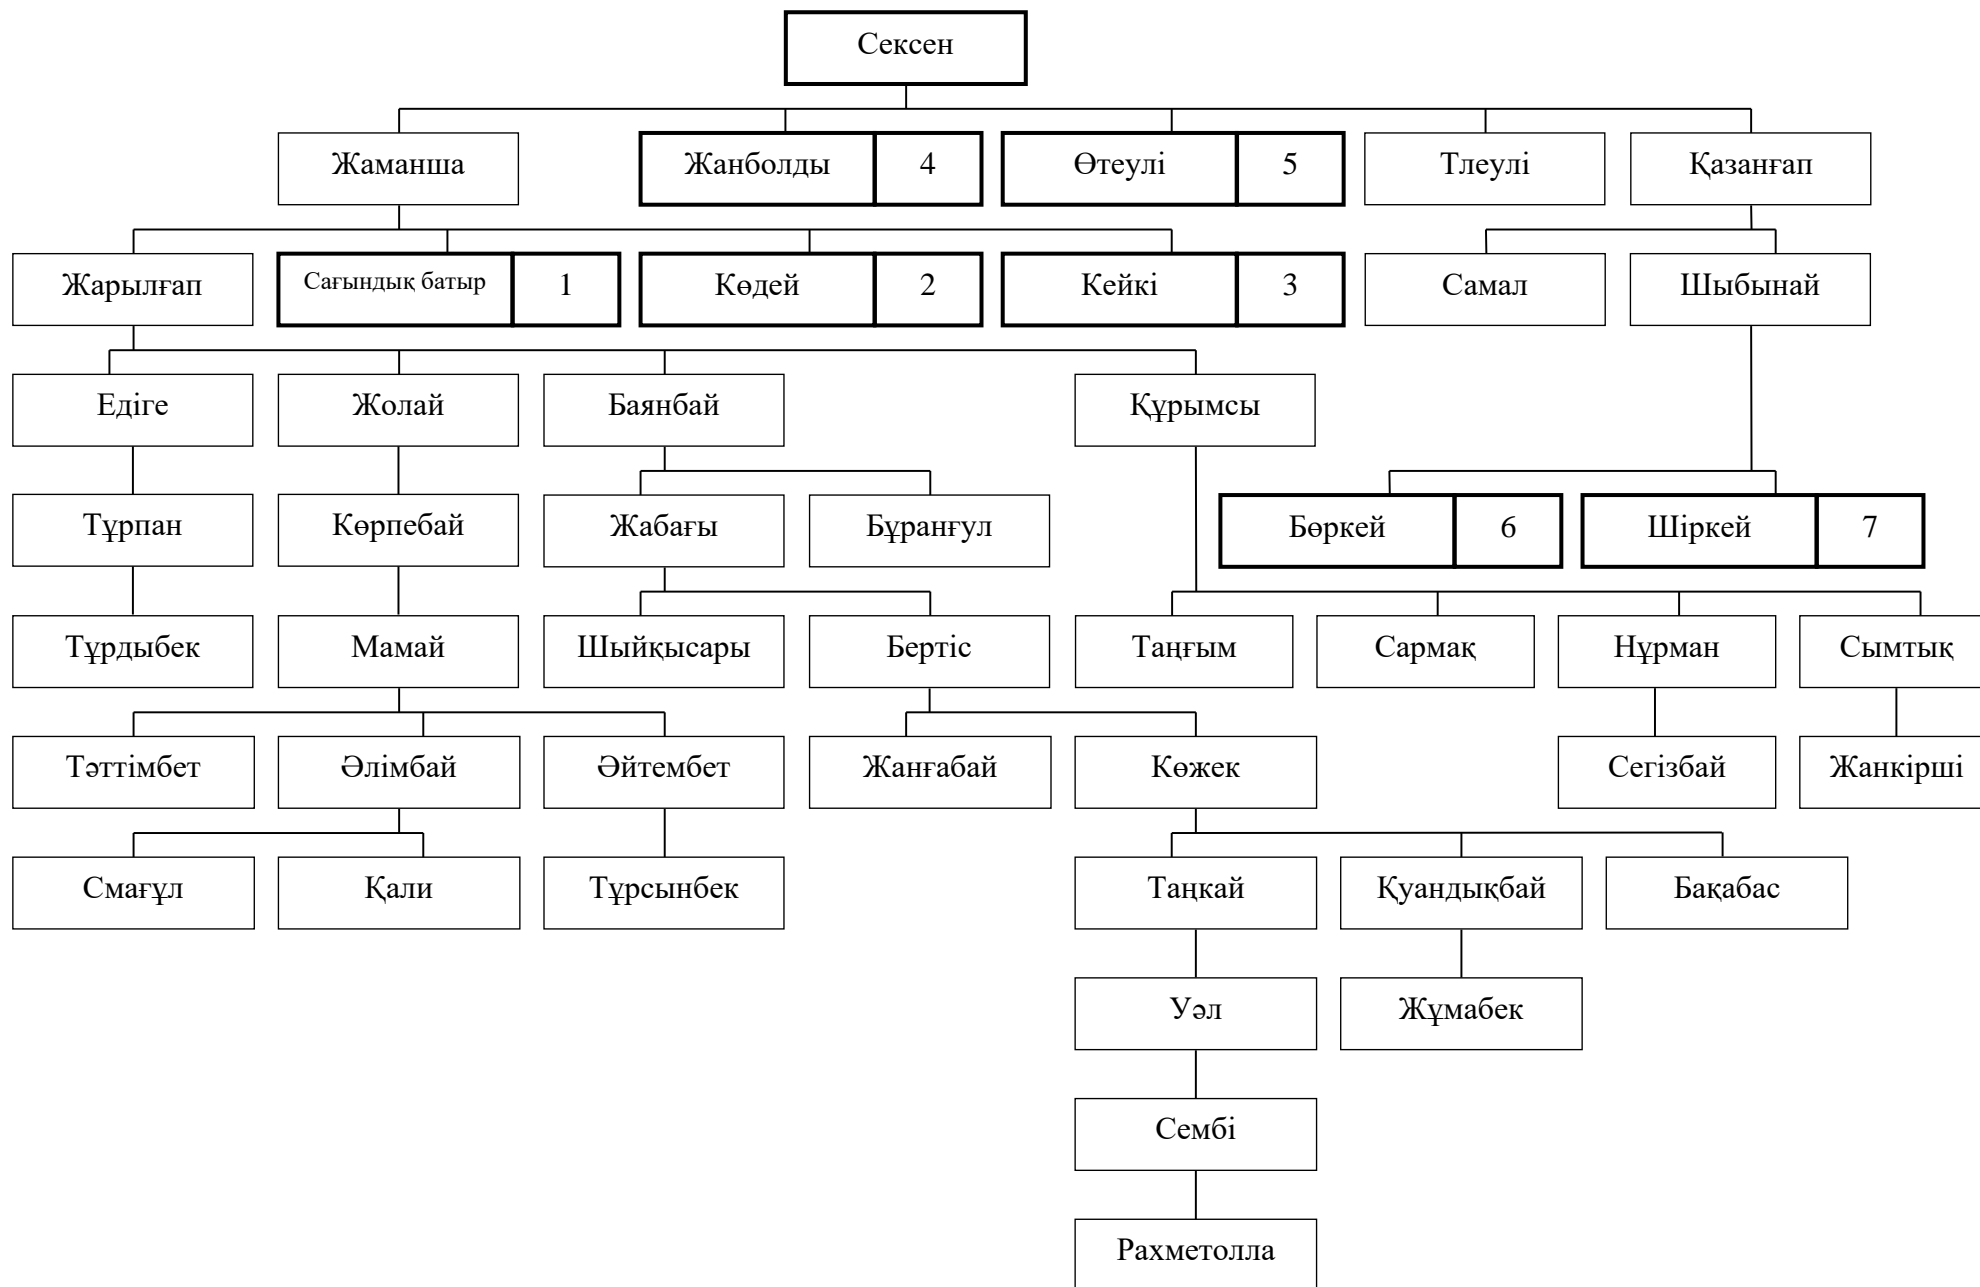 Сексен
Жаманша
Жанболды 4
Өтеулі 5
Тлеулі
Қазанғап
Жарылғап
Сағындық батыр 1
Көдей 2
Кейкі 3
Самал
Шыбынай
Едіге
Жолай
Баянбай
Құрымсы
Тұрпан
Көрпебай
Жабағы
Бұранғул
Бөркей 6
Шіркей 7
Тұрдыбек
Мамай
Шыйқысары
Бертіс
Таңғым
Сармақ
Нұрман
Сымтық
Тәттімбет
Әлімбай
Әйтембет
Жанғабай
Көжек
Сегізбай
Жанкірші
Смағұл
Қали
Тұрсынбек
Таңкай
Қуандықбай
Бақабас
Уәл
Жұмабек
Сембі
Рахметолла